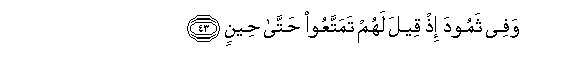 وَفِى ثَمُودَ إِذْ قِيلَ لَهُمْ تَمَتَّعُوا۟ حَتَّىٰ حِينٍ ﴿٤٣﴾